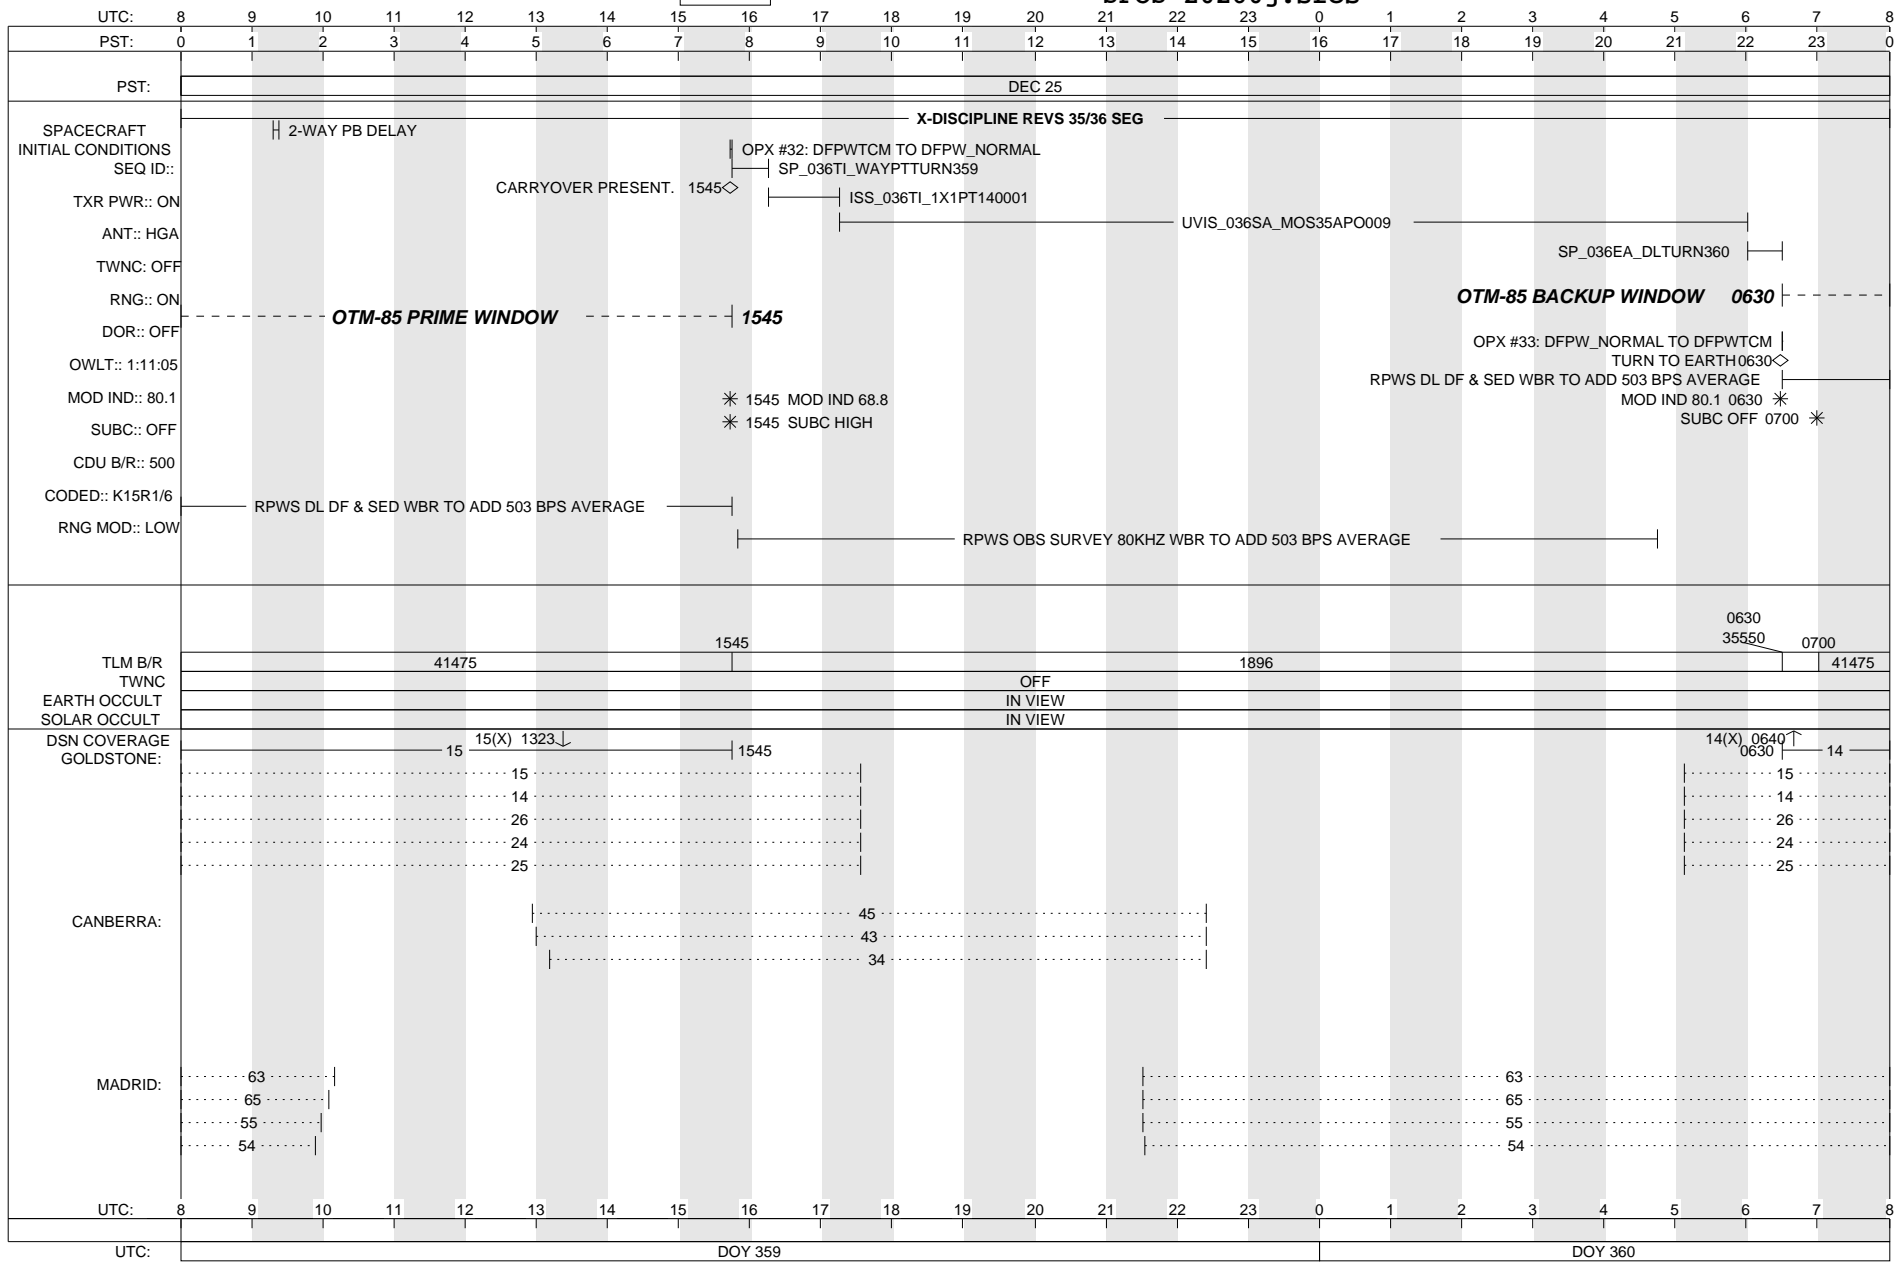 UTC: 8 9 10 11 12 13 14 15 16 17 18 19 20 21 22 23 0 1 2 3 4 5 6 7 8
PST: 0 1 2 3 4 5 6 7 8 9 10 11 12 13 14 15 16 17 18 19 20 21 22 23 0
PST: DEC 25
X-DISCIPLINE REVS 35/36 SEG
SPACECRAFT
INITIAL CONDITIONS
2-WAY PB DELAY
OPX #32: DFPWTCM TO DFPW_NORMAL
SEQ ID::
SP_036TI_WAYPTTURN359
CARRYOVER PRESENT. 1545
TXR PWR:: ON
ISS_036TI_1X1PT140001
UVIS_036SA_MOS35APO009
ANT:: HGA
SP_036EA_DLTURN360
TWNC: OFF
RNG:: ON
OTM-85 BACKUP WINDOW 0630
OTM-85 PRIME WINDOW 1545
DOR:: OFF
OPX #33: DFPW_NORMAL TO DFPWTCM
OWLT:: 1:11:05
TURN TO EARTH 0630
RPWS DL DF & SED WBR TO ADD 503 BPS AVERAGE
MOD IND:: 80.1
1545 MOD IND 68.8
MOD IND 80.1 0630
1545 SUBC HIGH
SUBC OFF 0700
SUBC:: OFF
CDU B/R:: 500
CODED:: K15R1/6
RPWS DL DF & SED WBR TO ADD 503 BPS AVERAGE
RNG MOD:: LOW
RPWS OBS SURVEY 80KHZ WBR TO ADD 503 BPS AVERAGE
0630
1545 35550 0700
TLM B/R 41475 1896 41475
TWNC OFF
EARTH OCCULT IN VIEW
SOLAR OCCULT IN VIEW
DSN COVERAGE
15(X) 1323 14(X) 0640
GOLDSTONE: 15 1545 0630 14
15 15
14 14
26 26
24 24
25 25
CANBERRA: 45
43
34
MADRID: 63 63
65 65
55 55
54 54
UTC: 8 9 10 11 12 13 14 15 16 17 18 19 20 21 22 23 0 1 2 3 4 5 6 7 8
UTC: DOY 359 DOY 360